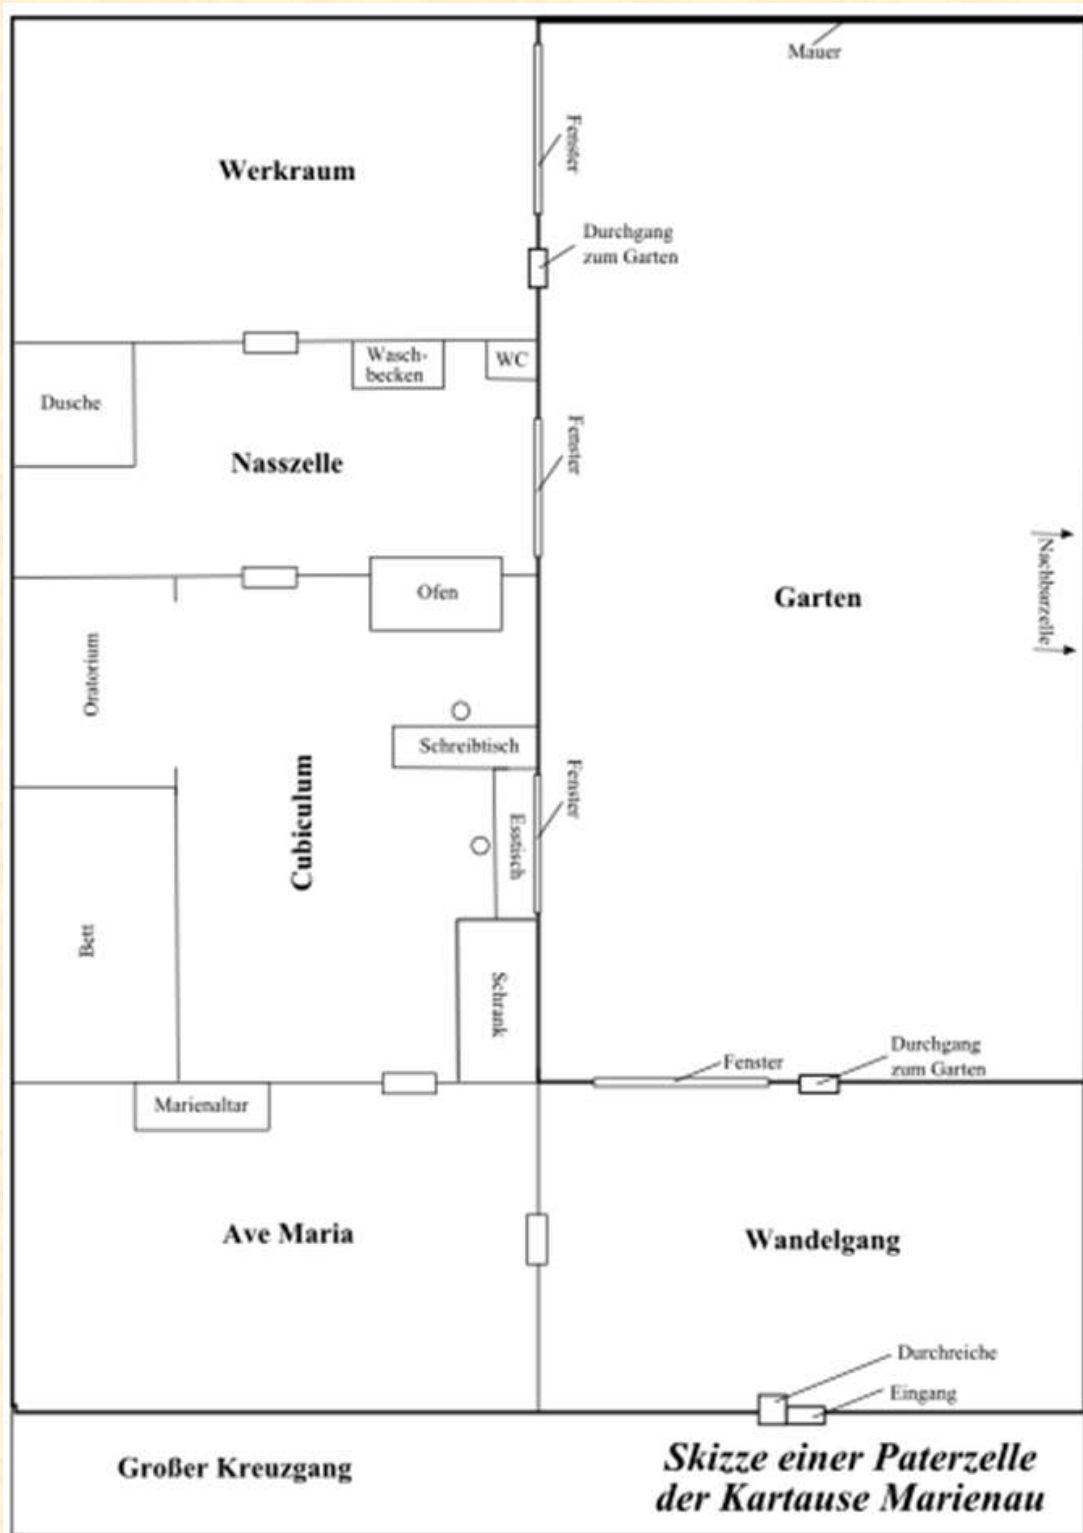 Mauer
Fenster
Werkraum
Durchgang
zum Garten
Wasch-
becken
WC
Dusche
Fenster
Nasszelle
Ofen
Garten
Nachbarzelle
Oratorium
Schreibtisch
Fenster
Cubiculum
Esstisch
Bett
Schrank
Fenster
Durchgang
zum Garten
Marienaltar
Ave Maria
Wandelgang
Durchreiche
Eingang
Großer Kreuzgang
Skizze einer Paterzelle
der Kartause Marienau